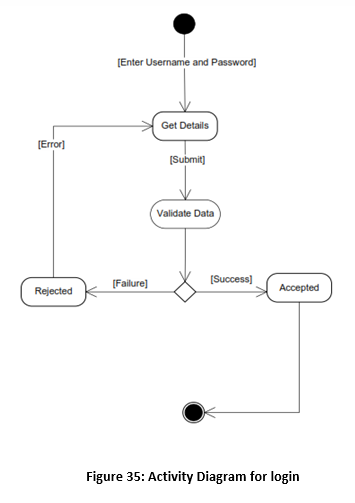 [Enter Username and Password]
Get Details
[Error]
[Submit]
Validate Data
[Failure]
[Success]
Rejected
Accepted
Figure 35: Activity Diagram for login